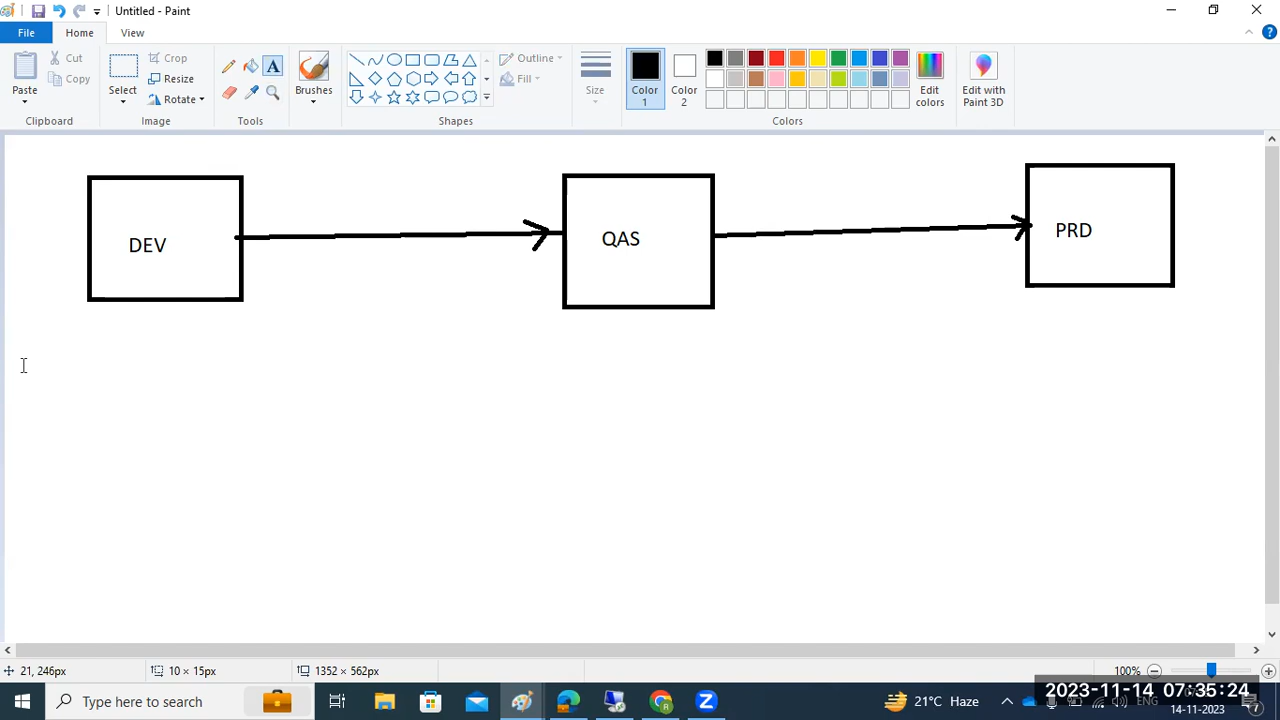 Untitled - Paint
File
Home
View
Paste
Cut
Copy
Clipboard
Select
Crop
Resize
Rotate
Image
A
Tools
Brushes
Outline
Fill
Shapes
Size
Color
1
Color
2
Edit
colors
Colors
Edit with
Paint 3D
DEV
QAS
PRD
21, 246px
10 × 15px
1352 × 562px
100%
Type here to search
21°C Haze
ENG
2023-11-14 07:35:24
14-11-2023